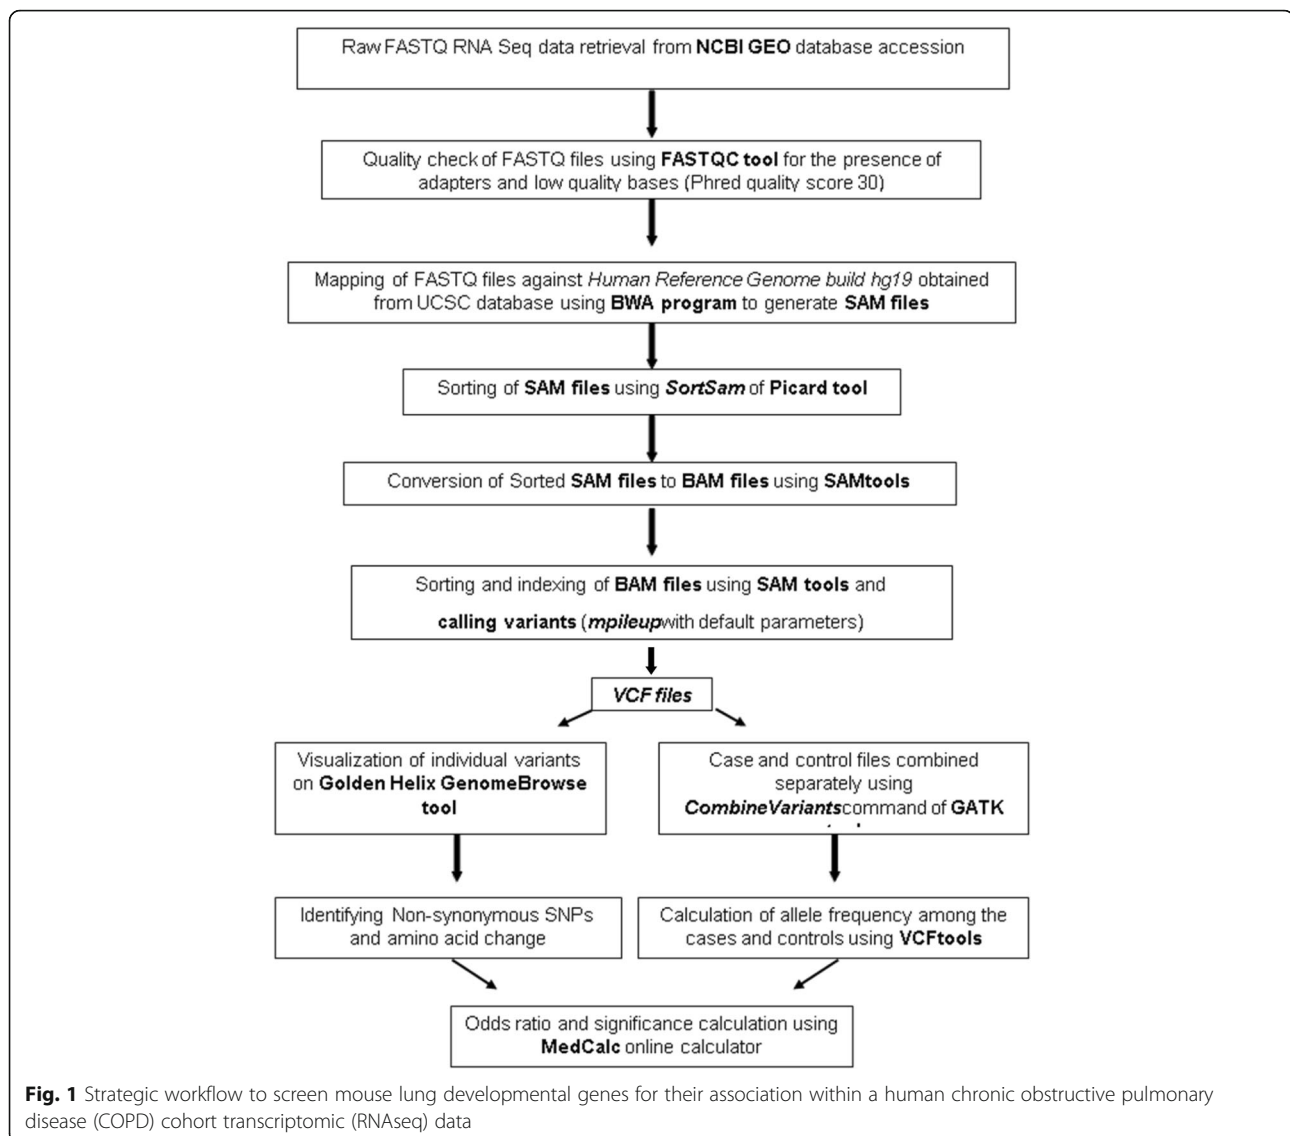 Raw FASTQ RNA Seq data retrieval from NCBI GEO database accession
Quality check of FASTQ files using FASTQC tool for the presence of
adapters and low quality bases (Phred quality score 30)
Mapping of FASTQ files against Human Reference Genome build hg19 obtained
from UCSC database using BWA program to generate SAM files
Sorting of SAM files using SortSam of Picard tool
Conversion of Sorted SAM files to BAM files using SAMtools
Sorting and indexing of BAM files using SAM tools and
calling variants (mpileup with default parameters)
VCF files
Visualization of individual variants
on Golden Helix GenomeBrowse
tool
Case and control files combined
separately using
CombineVariants command of GATK
Identifying Non-synonymous SNPs
and amino acid change
Calculation of allele frequency among the
cases and controls using VCFtools
Odds ratio and significance calculation using
MedCalc online calculator
Fig. 1 Strategic workflow to screen mouse lung developmental genes for their association within a human chronic obstructive pulmonary
disease (COPD) cohort transcriptomic (RNAseq) data